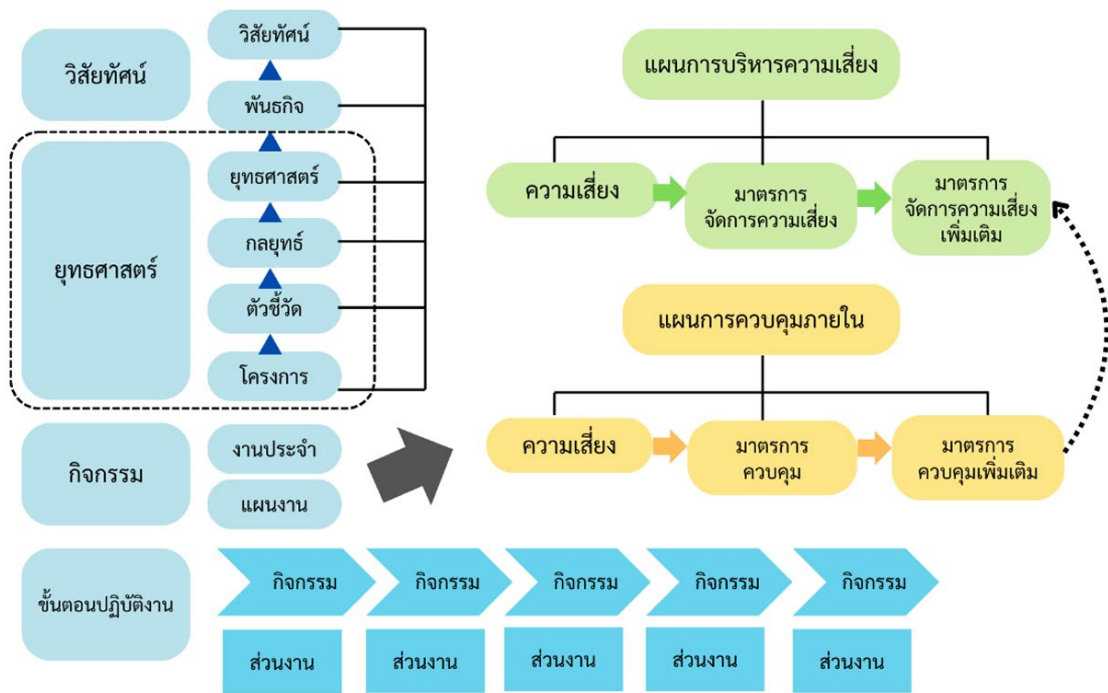 วิสัยทัศน์
วิสัยทัศน์
พันธกิจ
ยุทธศาสตร์
ยุทธศาสตร์
กลยุทธ์
ตัวชี้วัด
โครงการ
กิจกรรม
งานประจำ
แผนงาน
แผนการบริหารความเสี่ยง
ความเสี่ยง
มาตรการ
จัดการความเสี่ยง
มาตรการ
จัดการความเสี่ยง
เพิ่มเติม
แผนการควบคุมภายใน
ความเสี่ยง
มาตรการ
ควบคุม
มาตรการ
ควบคุมเพิ่มเติม
ขั้นตอนปฏิบัติงาน
กิจกรรม
กิจกรรม
กิจกรรม
กิจกรรม
กิจกรรม
ส่วนงาน
ส่วนงาน
ส่วนงาน
ส่วนงาน
ส่วนงาน